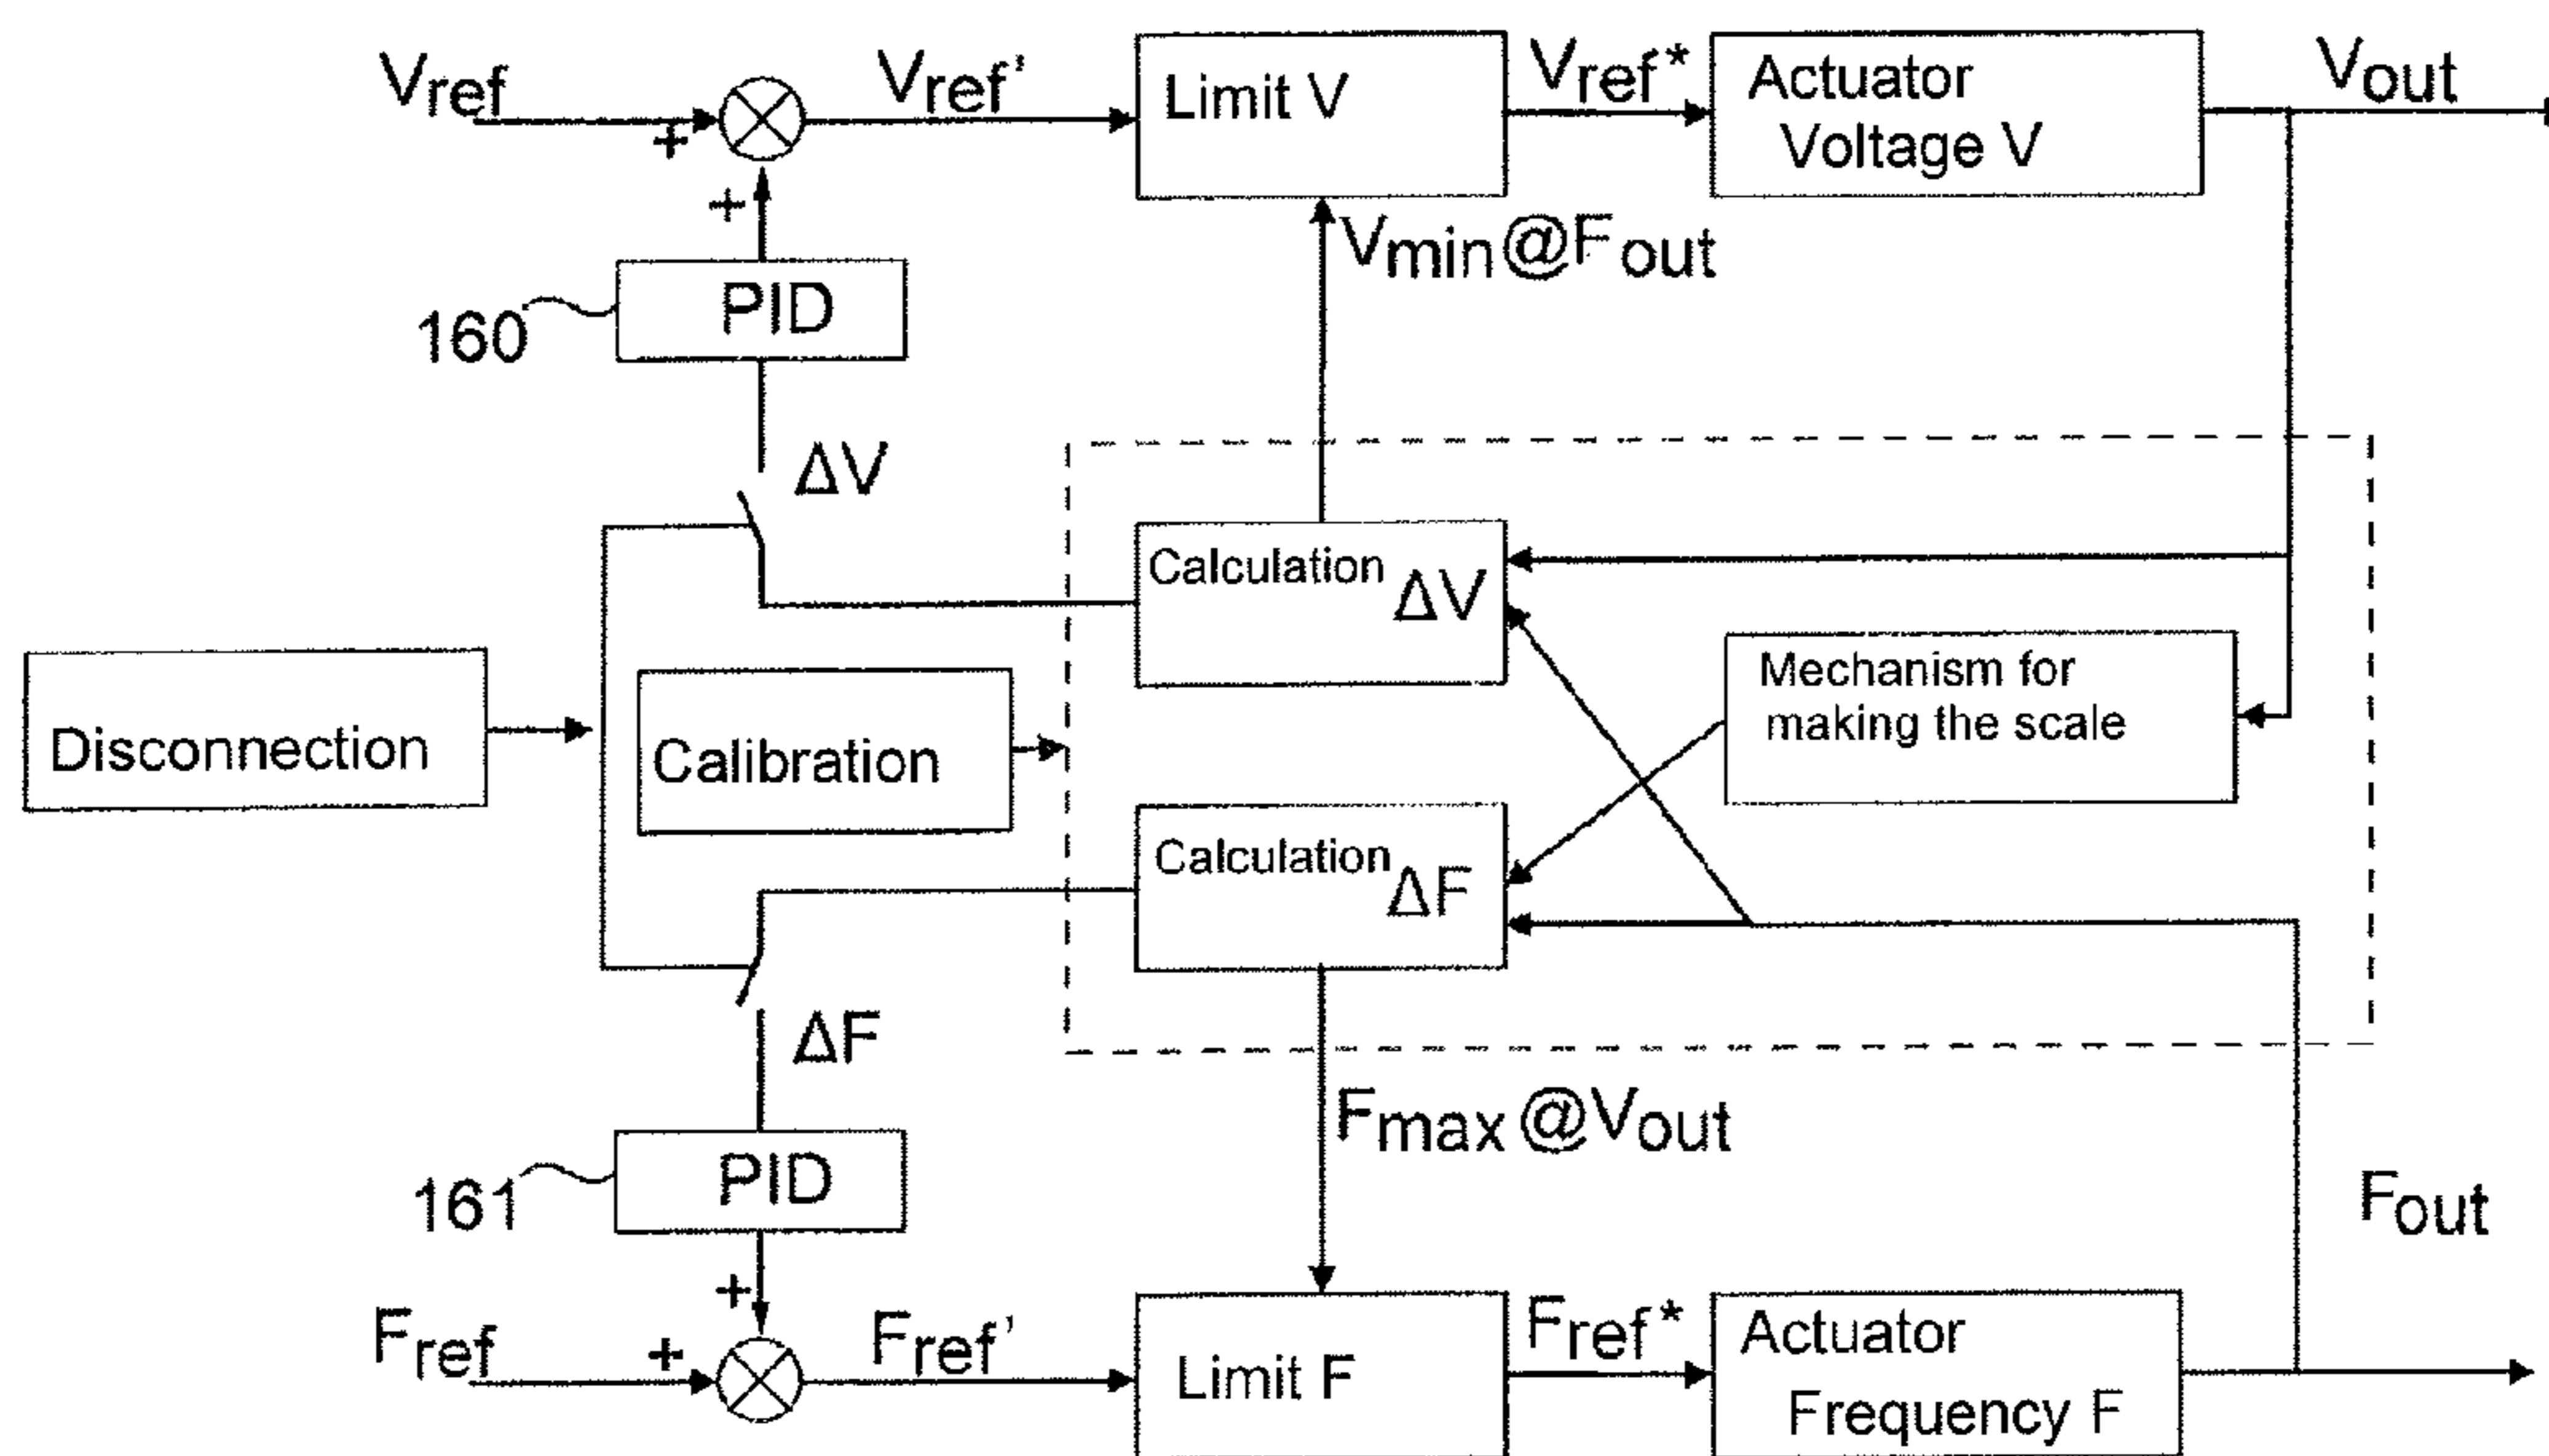 Vref
+
+
Vref'
Limit V
Vref*
Actuator
Voltage V
Vout
160
PID
Vmin@Fout
ΔV
Calculation
ΔV
Mechanism for
making the scale
Disconnection
Calibration
Calculation
ΔF
ΔF
Fmax@Vout
161
PID
Fout
+
Fref
+
Fref'
Limit F
Fref*
Actuator
Frequency F